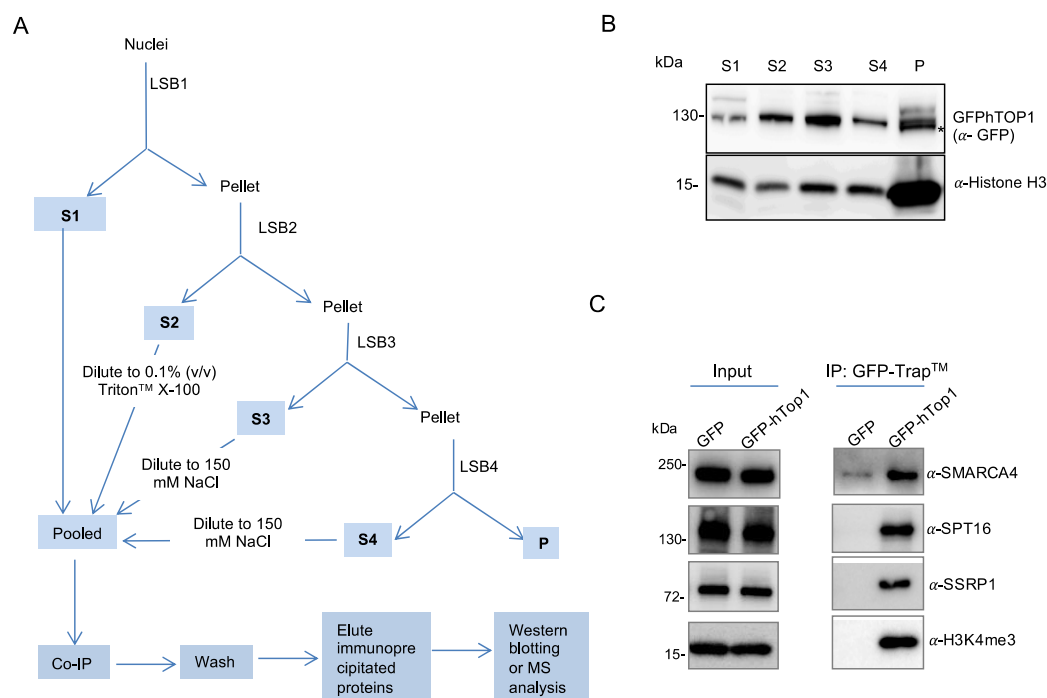 A
Nuclei
LSB1
S1
Pellet
LSB2
S2
Pellet
Dilute to 0.1% (v/v)
Triton™ X-100
LSB3
S3
Pellet
Dilute to 150
mM NaCl
LSB4
Pooled
Dilute to 150
mM NaCl
S4
P
Co-IP
Wash
Elute
immunopre
cipitated
proteins
Western
blotting
or MS
analysis
B
kDa
S1 S2 S3 S4 P
130-
GFPhTOP1
(α- GFP)
*
15-
α-Histone H3
C
Input
IP: GFP-Trap™
kDa
GFP
GFP-hTop1
GFP
GFP-hTop1
250-
α-SMARCA4
130-
α-SPT16
72-
α-SSRP1
15-
α-H3K4me3